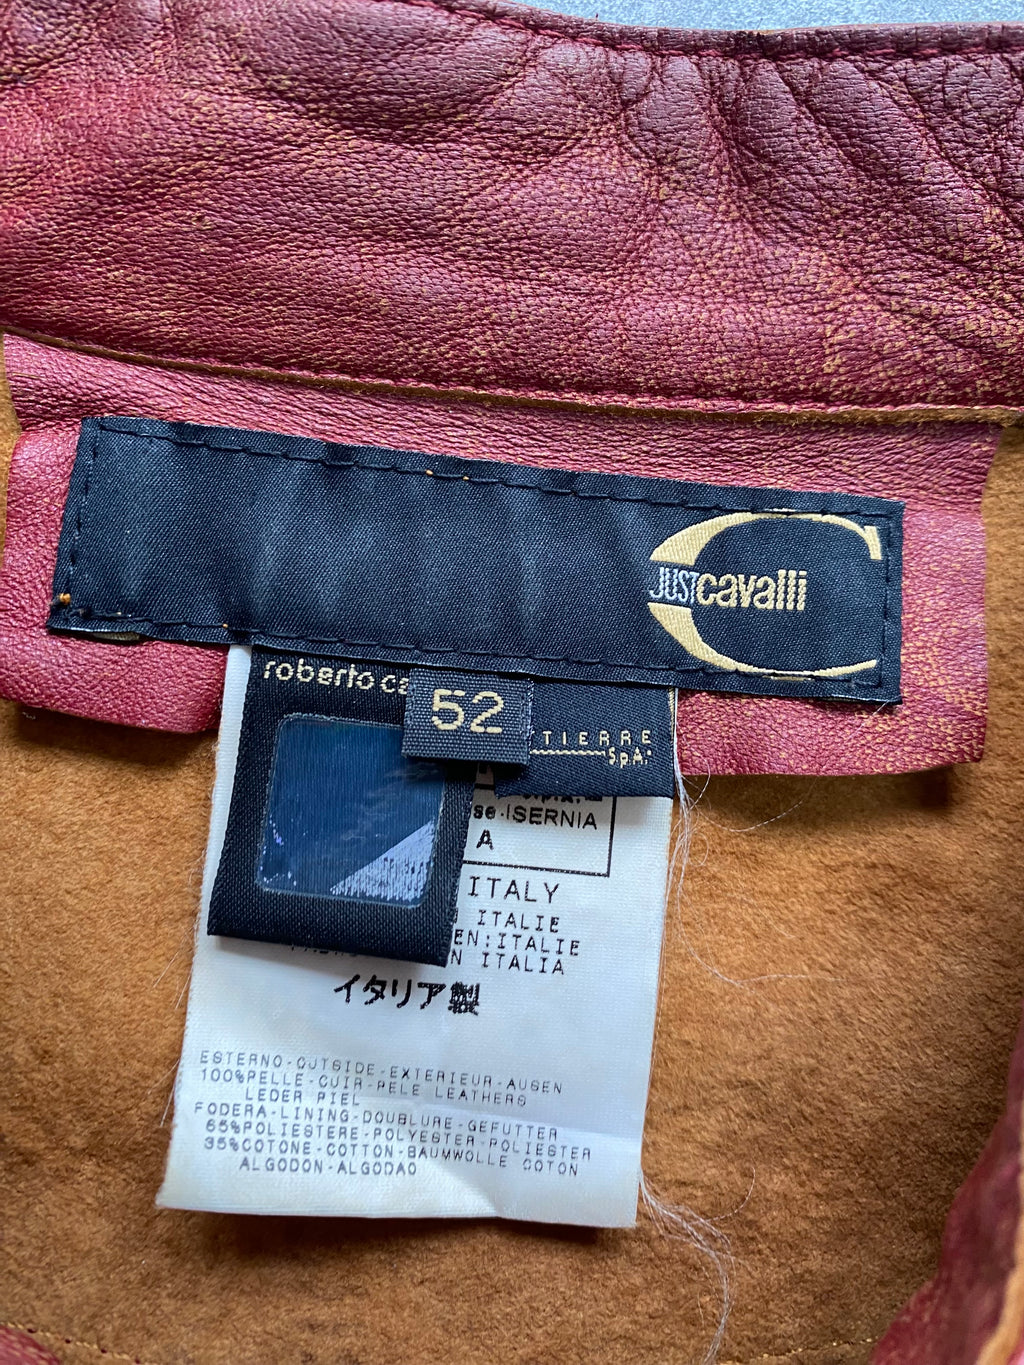 JUST cavalli
roberto ca
52
TIERRE
S.p.A.
se·ISERNIA
A
ITALY
ITALIE
EN:ITALIE
N ITALIA
イタリア製
ESTERNO-OUTSIDE-EXTERIEUR-AUSEN
100%PELLE-CUIR-PELE LEATHERS
LEDER PIEL
FODERA-LINING-DOUBLURE-GEFUTTER
65%POLIESTERE-POLYESTER-POLIESTER
35%COTONE-COTTON-BAUMWOLLE COTON
ALGODON-ALGODAO